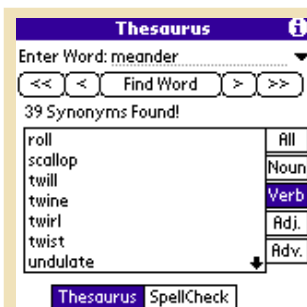 Thesaurus i
Enter Word: meander
<< < Find Word > >>
39 Synonyms Found!
roll All
scallop Noun
twill
twine Verb
twirl Adj.
twist Adv.
undulate
Thesaurus SpellCheck